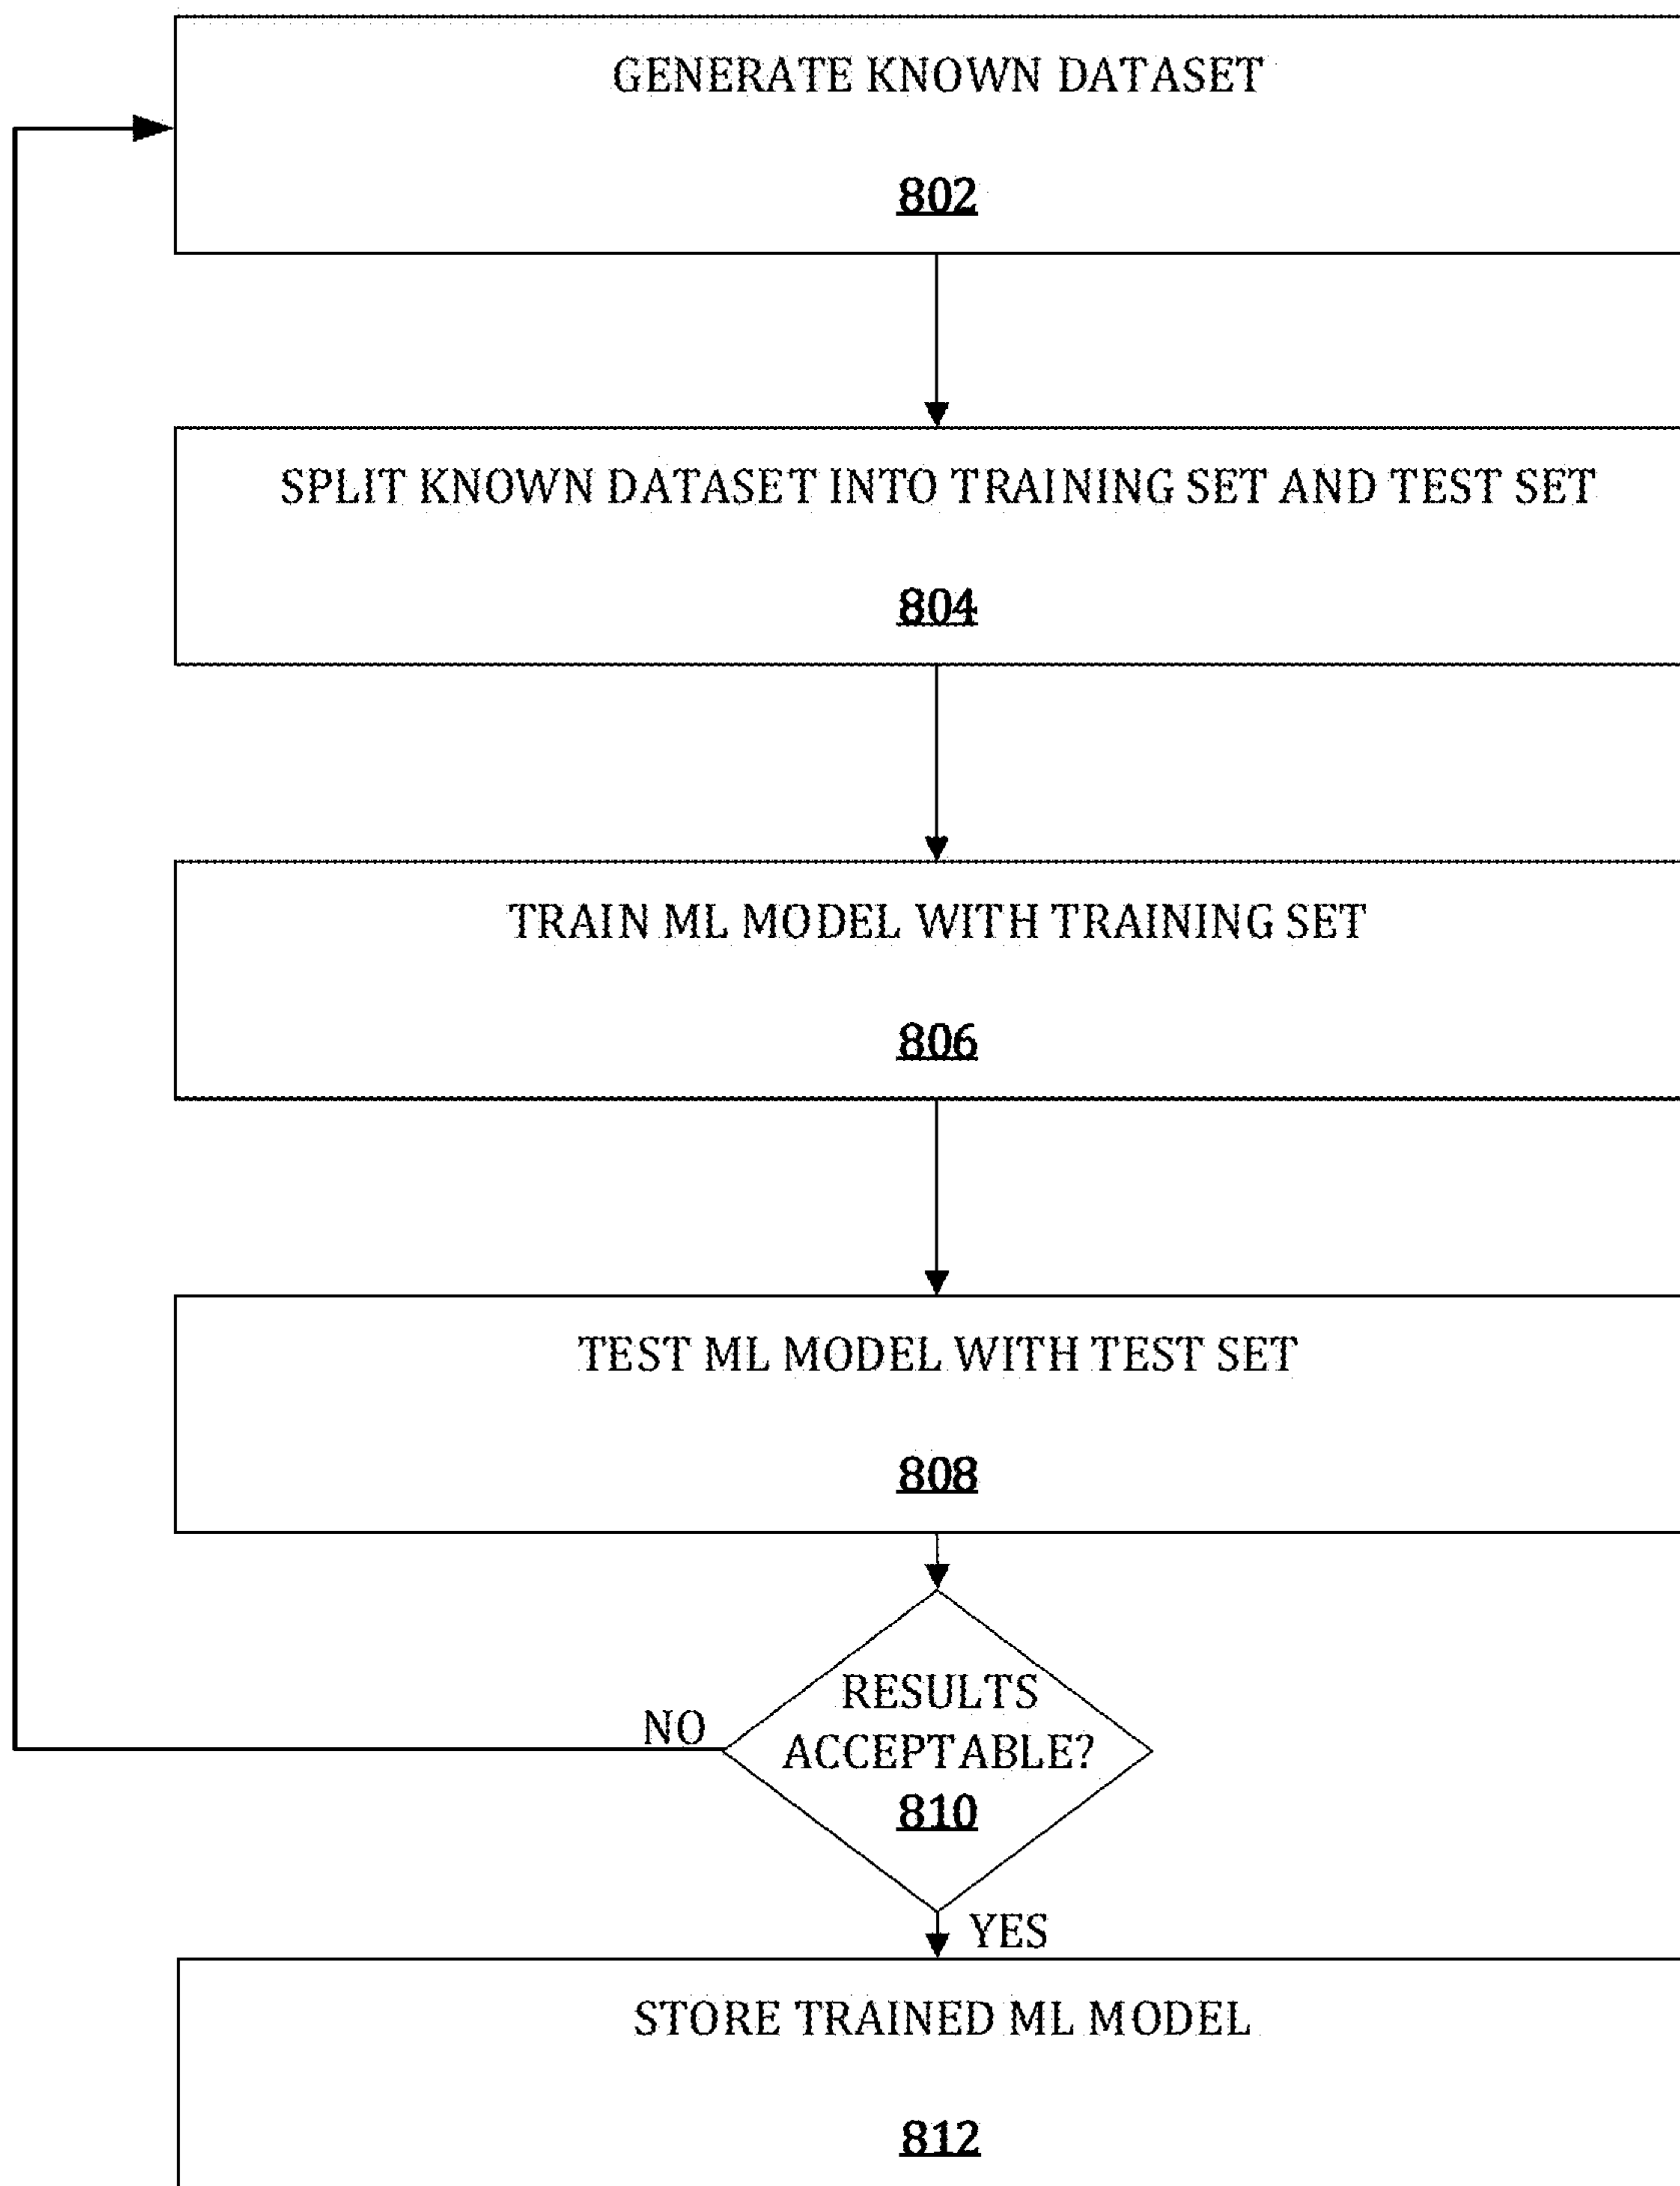 GENERATE KNOWN DATASET
802
SPLIT KNOWN DATASET INTO TRAINING SET AND TEST SET
804
TRAIN ML MODEL WITH TRAINING SET
806
TEST ML MODEL WITH TEST SET
808
RESULTS
ACCEPTABLE?
810
NO
YES
STORE TRAINED ML MODEL
812